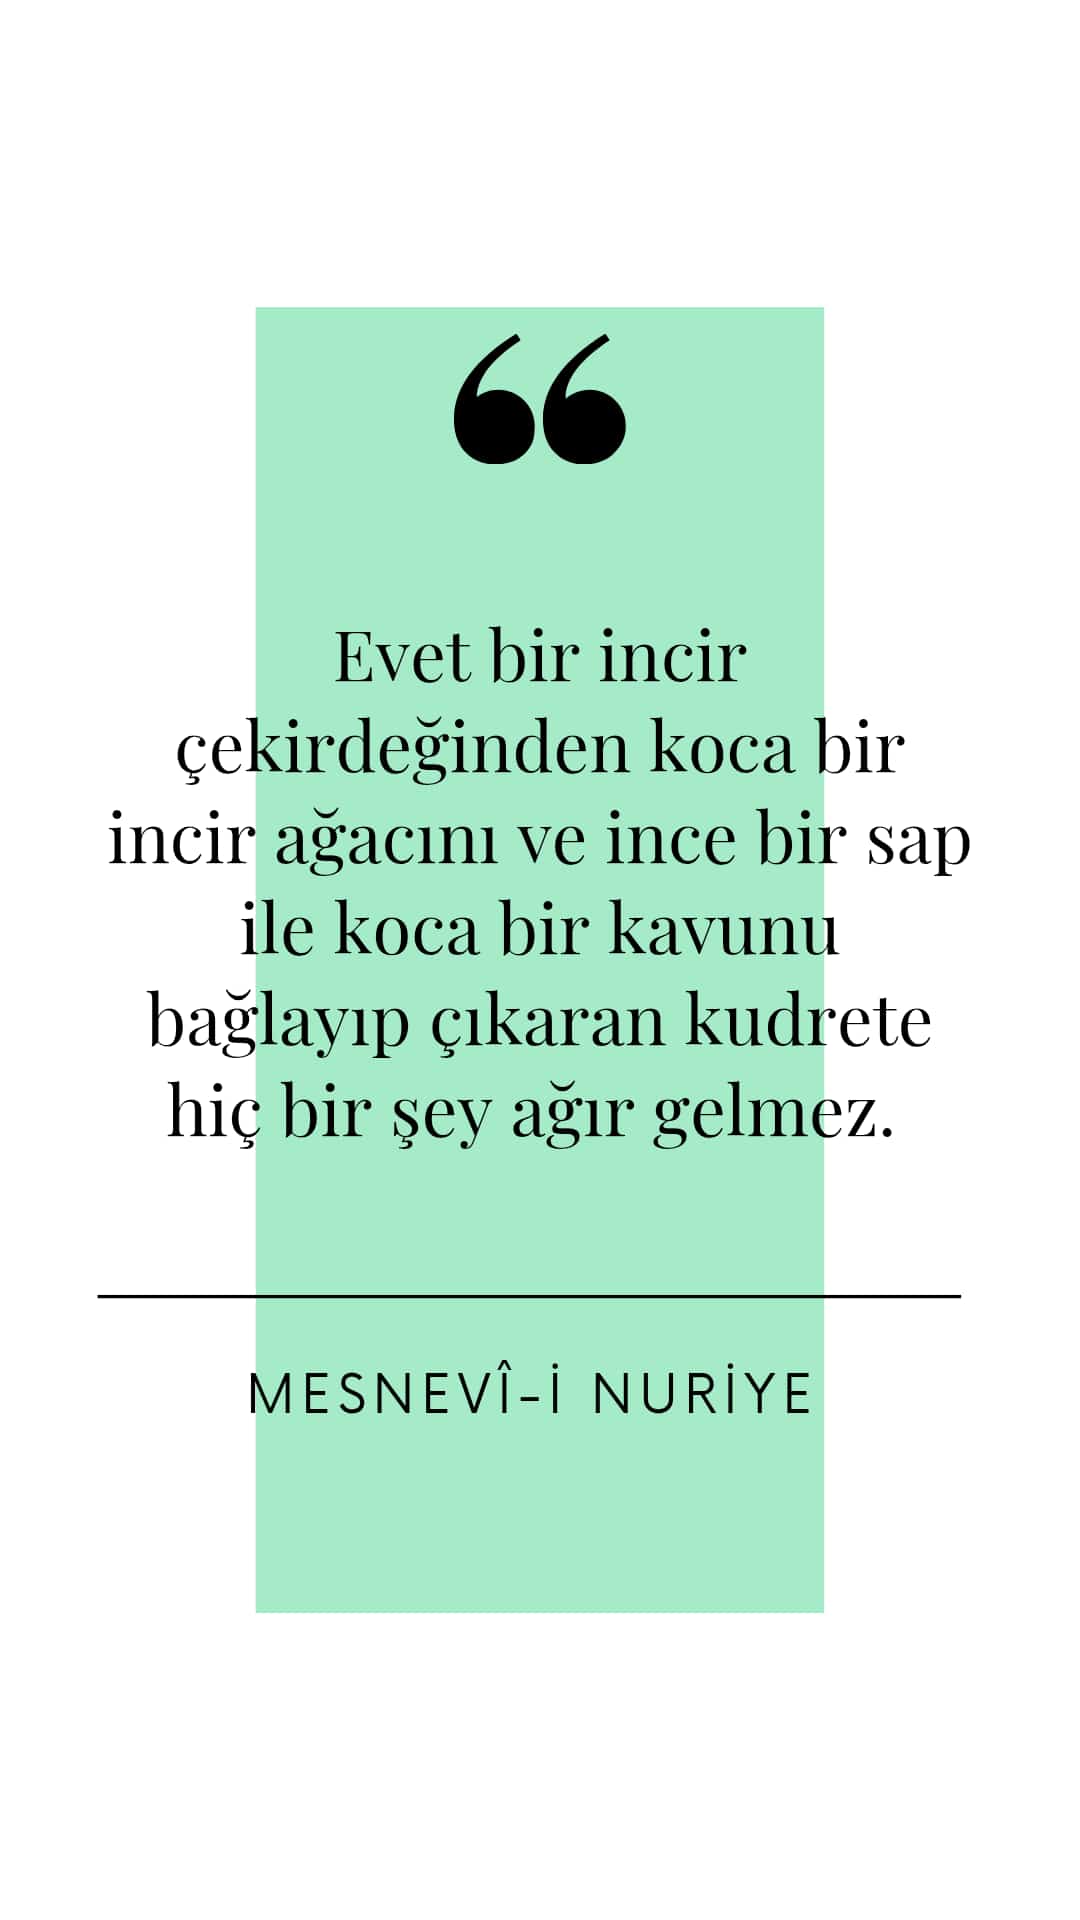 “
Evet bir incir
çekirdeğinden koca bir
incir ağacını ve ince bir sap
ile koca bir kavunu
bağlayıp çıkaran kudrete
hiç bir şey ağır gelmez.
MESNEVÎ-İ NURİYE